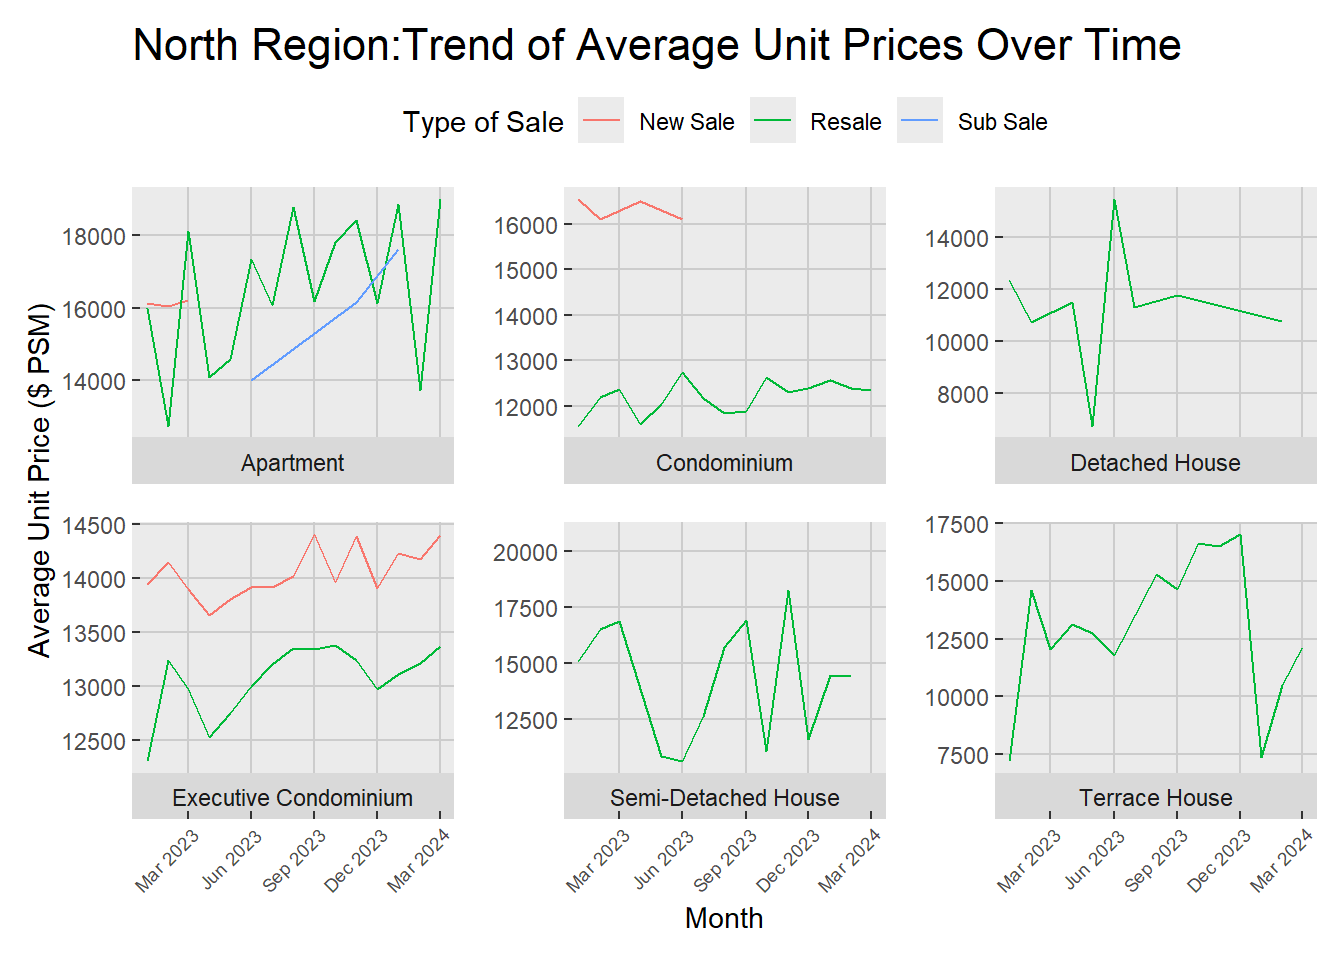 North Region:Trend of Average Unit Prices Over Time
Type of Sale New Sale Resale Sub Sale
Average Unit Price ($ PSM)
18000
16000
14000
Apartment
16000
15000
14000
13000
12000
Condominium
14000
12000
10000
8000
Detached House
14500
14000
13500
13000
12500
Executive Condominium
20000
17500
15000
12500
Semi-Detached House
17500
15000
12500
10000
7500
Terrace House
Mar 2023 Jun 2023 Sep 2023 Dec 2023 Mar 2024
Mar 2023 Jun 2023 Sep 2023 Dec 2023 Mar 2024
Mar 2023 Jun 2023 Sep 2023 Dec 2023 Mar 2024
Month